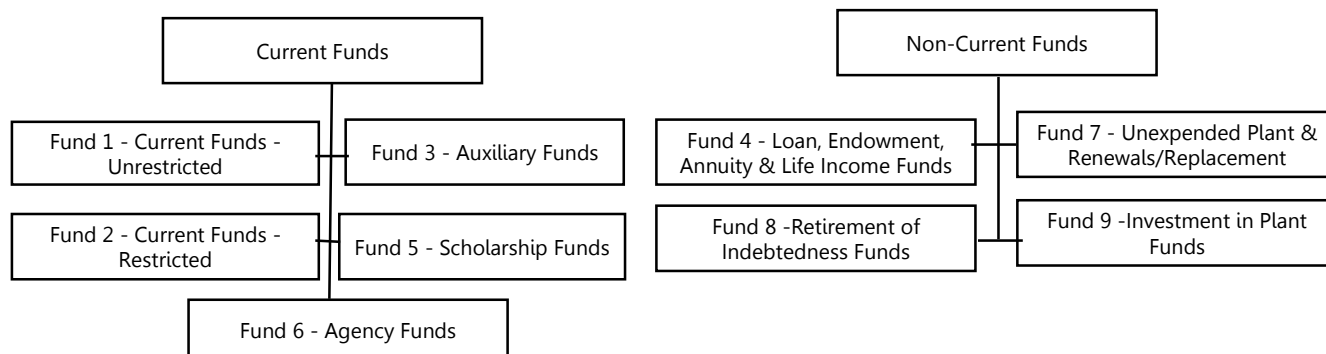 Current Funds
Fund 1 - Current Funds -
Unrestricted
Fund 3 - Auxiliary Funds
Fund 2 - Current Funds -
Restricted
Fund 5 - Scholarship Funds
Fund 6 - Agency Funds
Non-Current Funds
Fund 4 - Loan, Endowment,
Annuity & Life Income Funds
Fund 7 - Unexpended Plant &
Renewals/Replacement
Fund 8 -Retirement of
Indebtedness Funds
Fund 9 -Investment in Plant
Funds